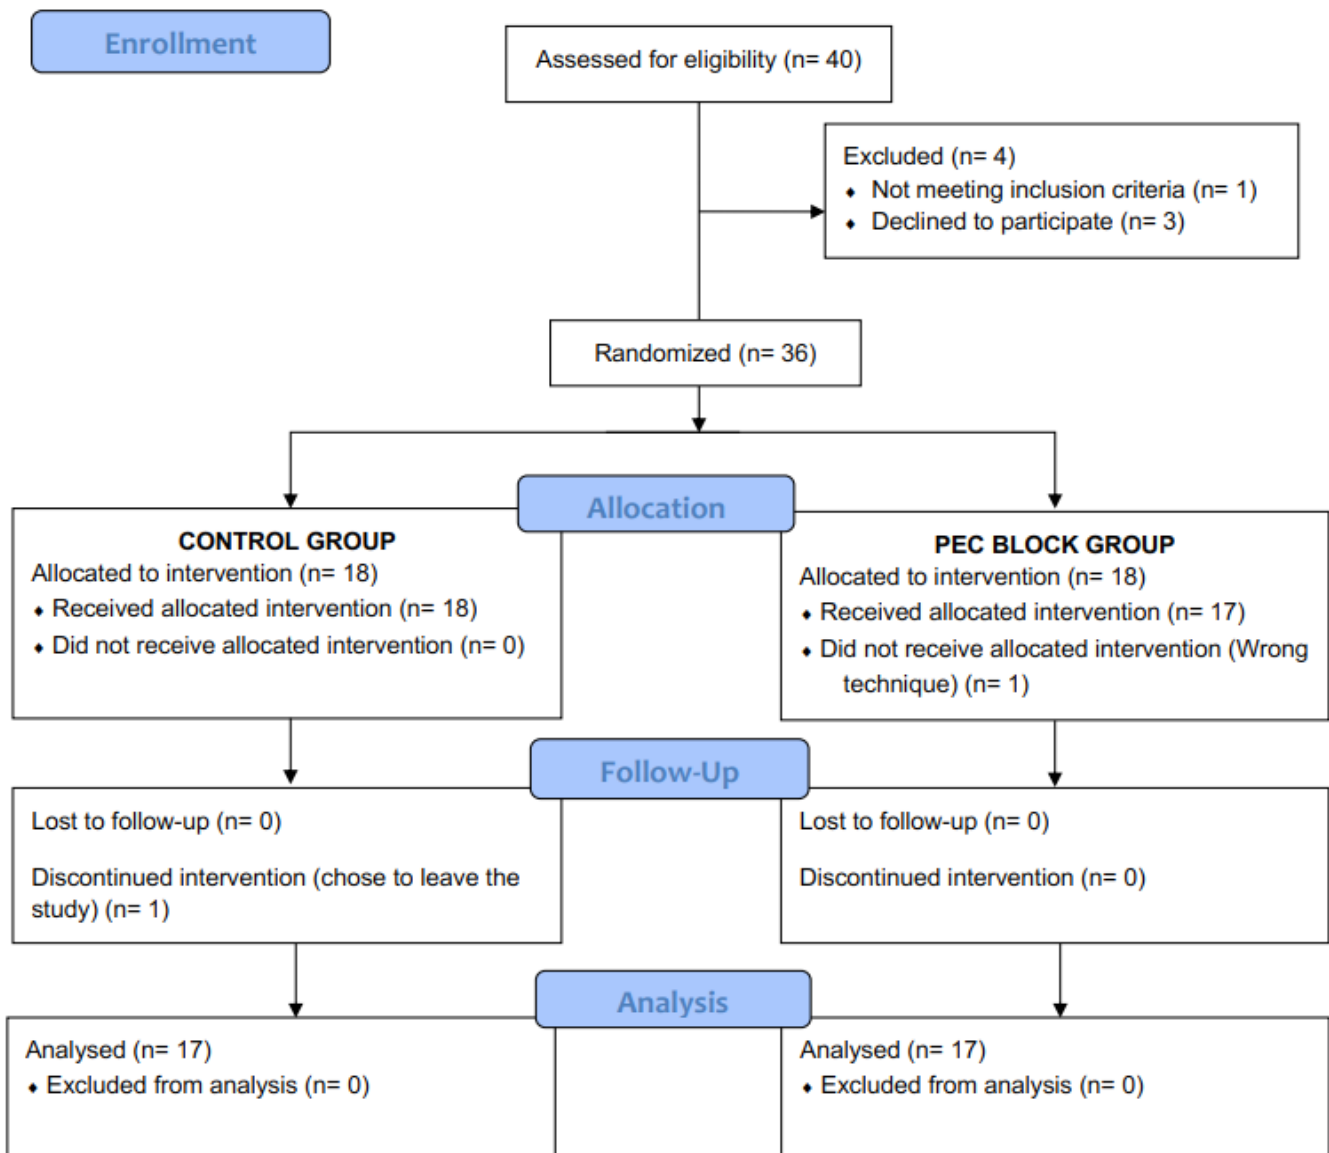 Enrollment
Assessed for eligibility (n= 40)
Excluded (n= 4)
⬧ Not meeting inclusion criteria (n= 1)
⬧ Declined to participate (n= 3)
Randomized (n= 36)
Allocation
CONTROL GROUP
Allocated to intervention (n= 18)
⬧ Received allocated intervention (n= 18)
⬧ Did not receive allocated intervention (n= 0)
PEC BLOCK GROUP
Allocated to intervention (n= 18)
⬧ Received allocated intervention (n= 17)
⬧ Did not receive allocated intervention (Wrong
technique) (n= 1)
Follow-Up
Lost to follow-up (n= 0)
Discontinued intervention (chose to leave the
study) (n= 1)
Lost to follow-up (n= 0)
Discontinued intervention (n= 0)
Analysis
Analysed (n= 17)
⬧ Excluded from analysis (n= 0)
Analysed (n= 17)
⬧ Excluded from analysis (n= 0)